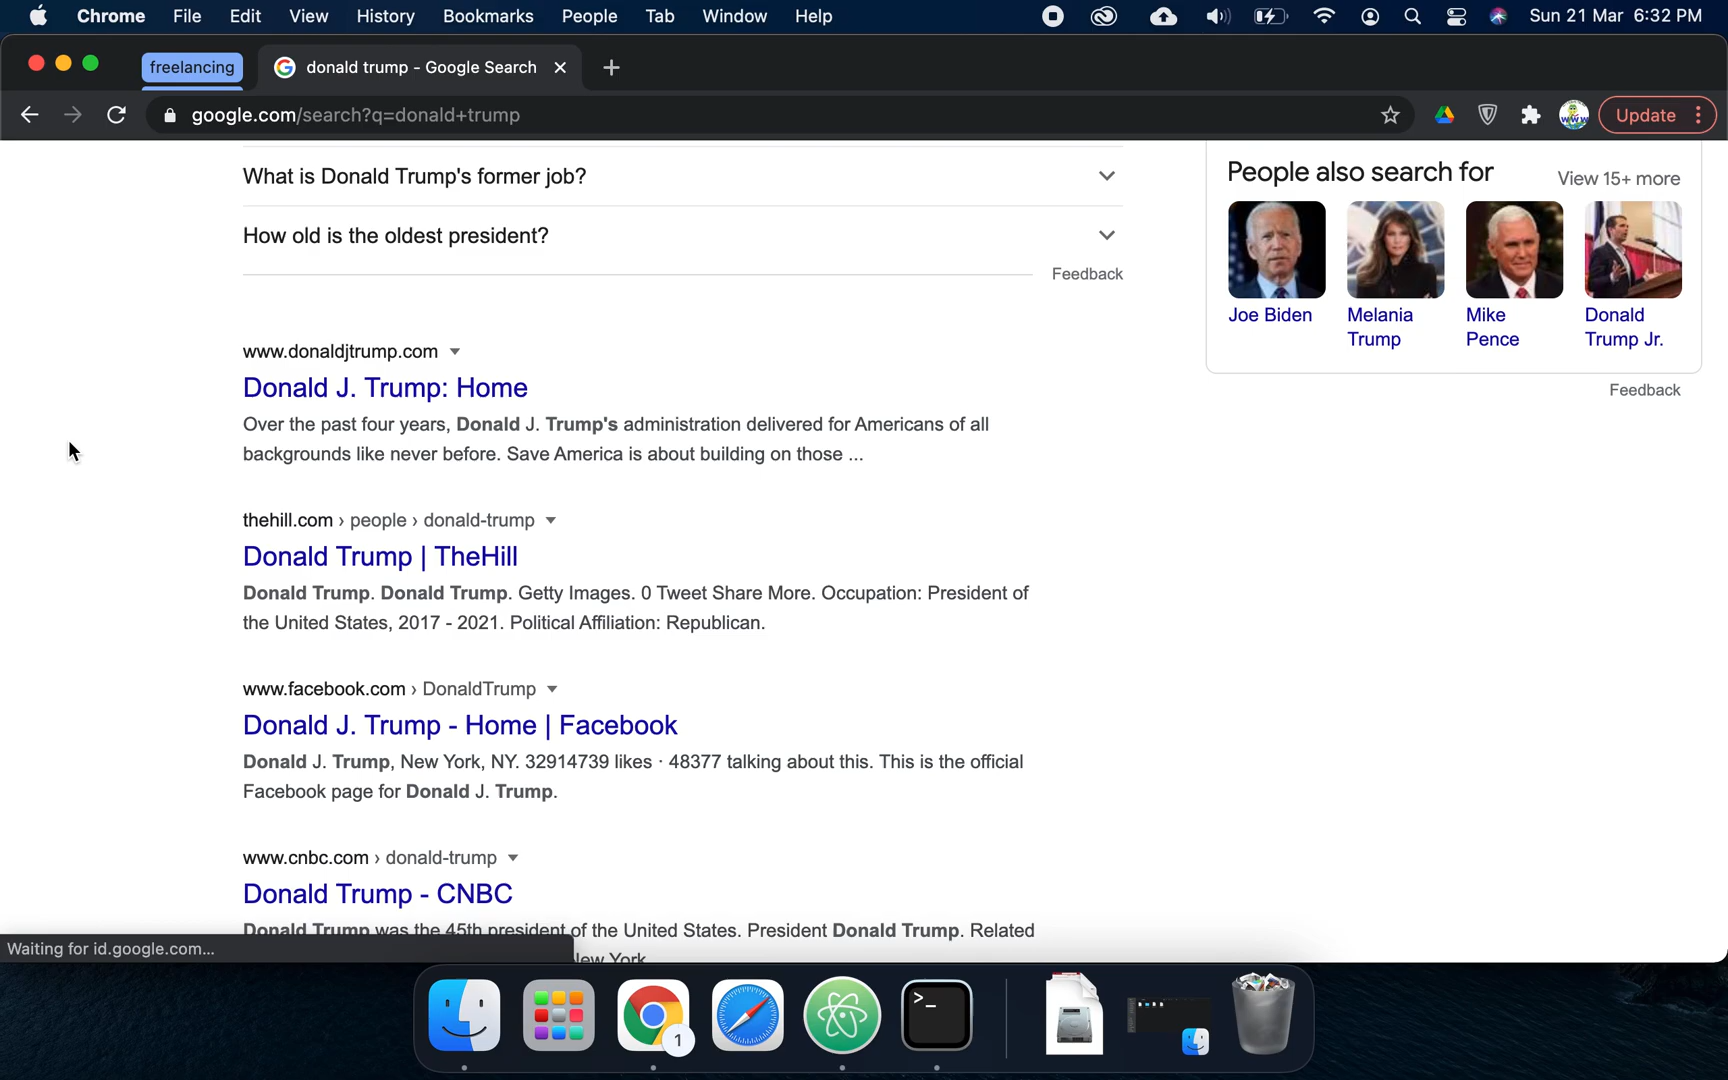 Chrome File Edit View History Bookmarks People Tab Window Help Sun 21 Mar 6:32 PM
freelancing donald trump - Google Search
google.com/search?q=donald+trump Update
What is Donald Trump's former job?
How old is the oldest president?
Feedback
www.donaldjtrump.com
Donald J. Trump: Home
Over the past four years, Donald J. Trump's administration delivered for Americans of all
backgrounds like never before. Save America is about building on those ...
thehill.com › people › donald-trump
Donald Trump | TheHill
Donald Trump. Donald Trump. Getty Images. 0 Tweet Share More. Occupation: President of
the United States, 2017 - 2021. Political Affiliation: Republican.
www.facebook.com › DonaldTrump
Donald J. Trump - Home | Facebook
Donald J. Trump, New York, NY. 32914739 likes · 48377 talking about this. This is the official
Facebook page for Donald J. Trump.
www.cnbc.com › donald-trump
Donald Trump - CNBC
Donald Trump was the 45th president of the United States. President Donald Trump. Related
New York
People also search for View 15+ more
Joe Biden
Melania
Trump
Mike
Pence
Donald
Trump Jr.
Feedback
Waiting for id.google.com...
>_
1